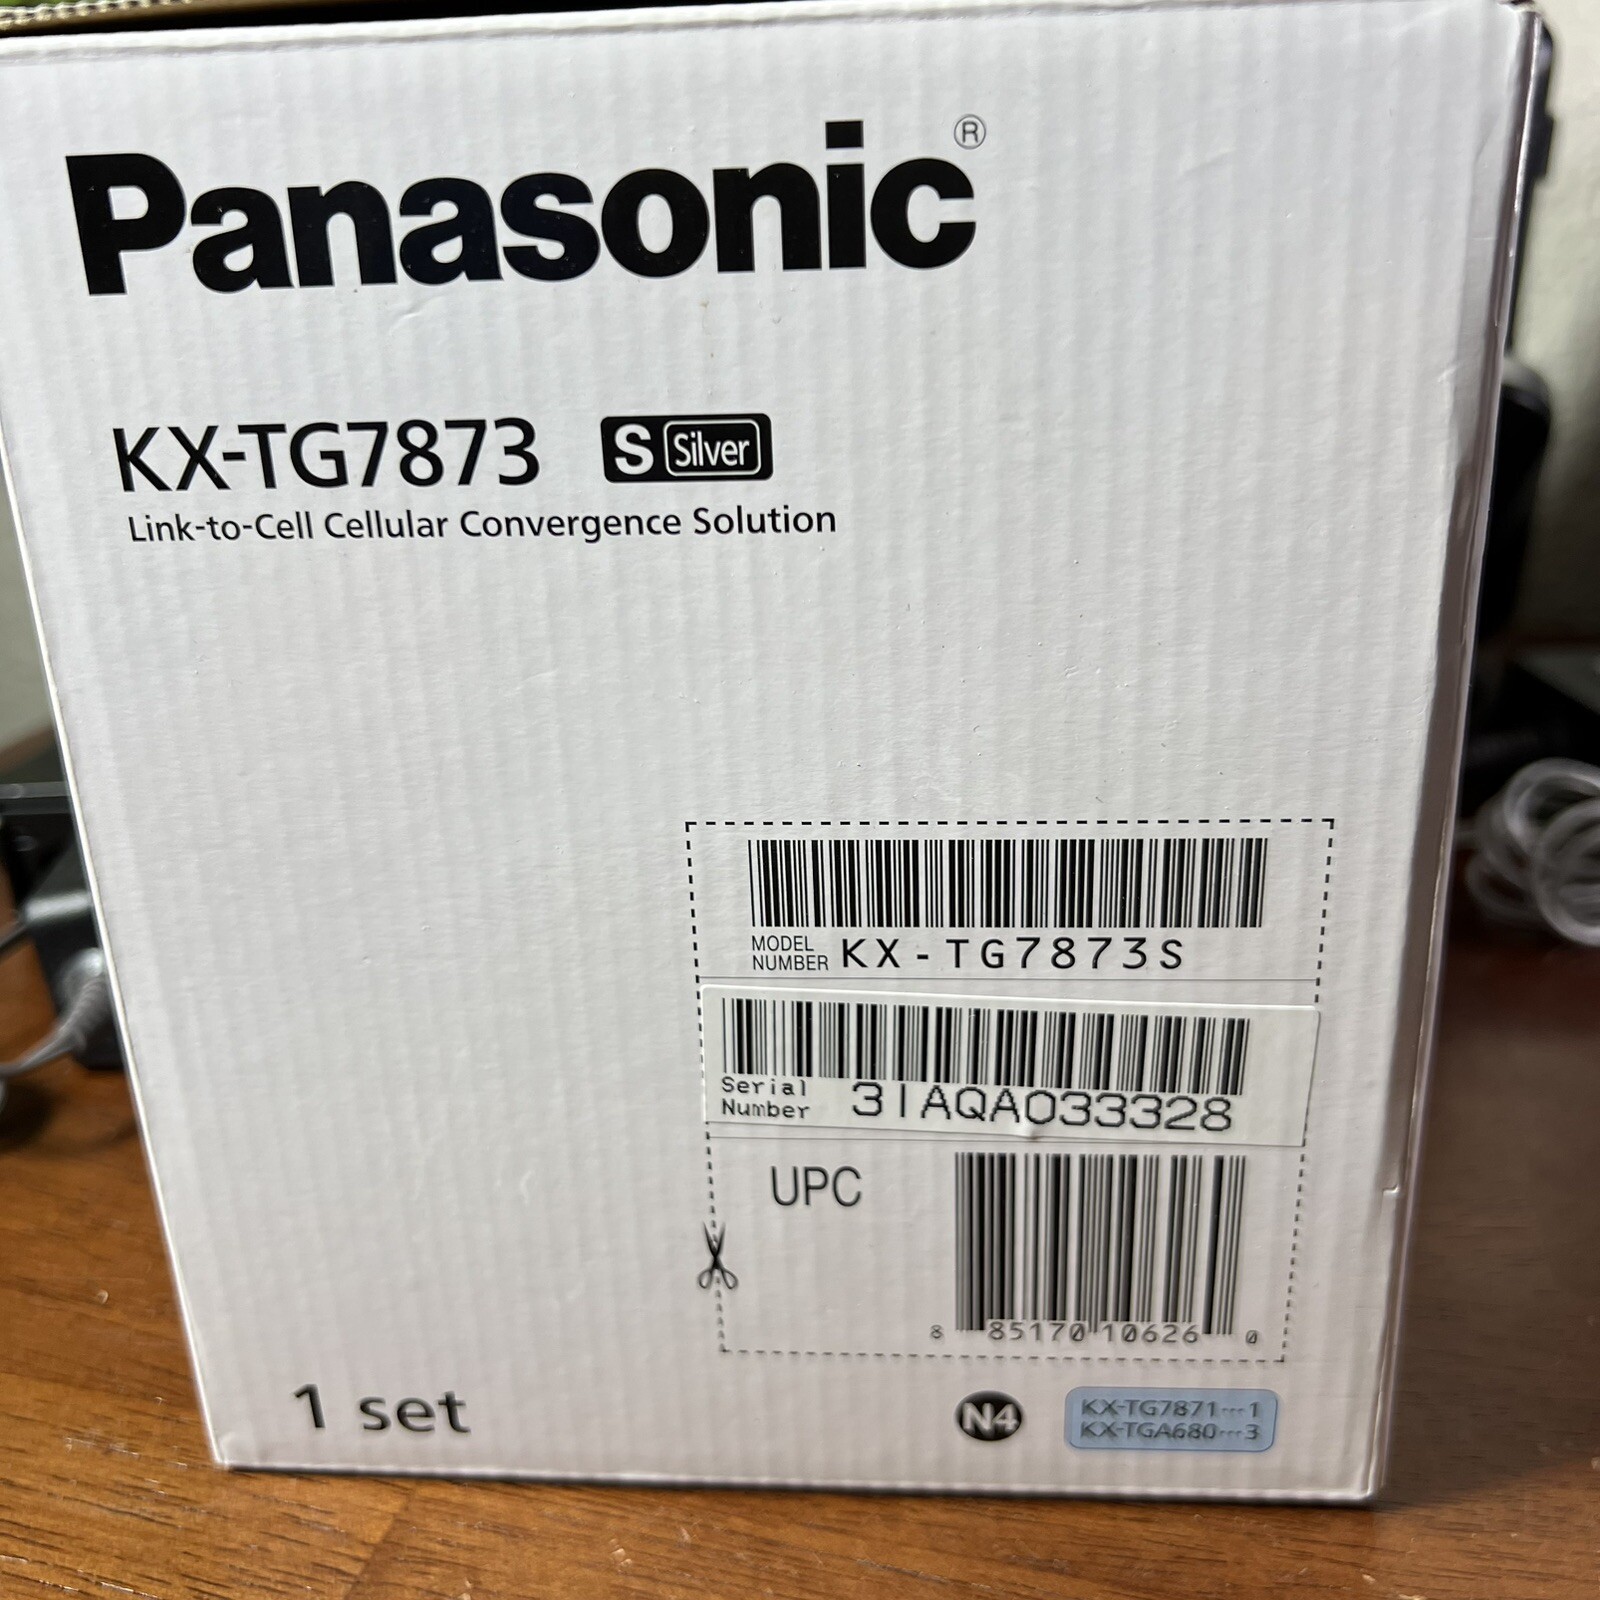 Panasonic®
KX-TG7873 S Silver
Link-to-Cell Cellular Convergence Solution
MODEL NUMBER KX-TG7873S
Serial Number 3IAQA033328
UPC
8 85170 10626 0
1 set
N4
KX-TG7871···1
KX-TGA680···3